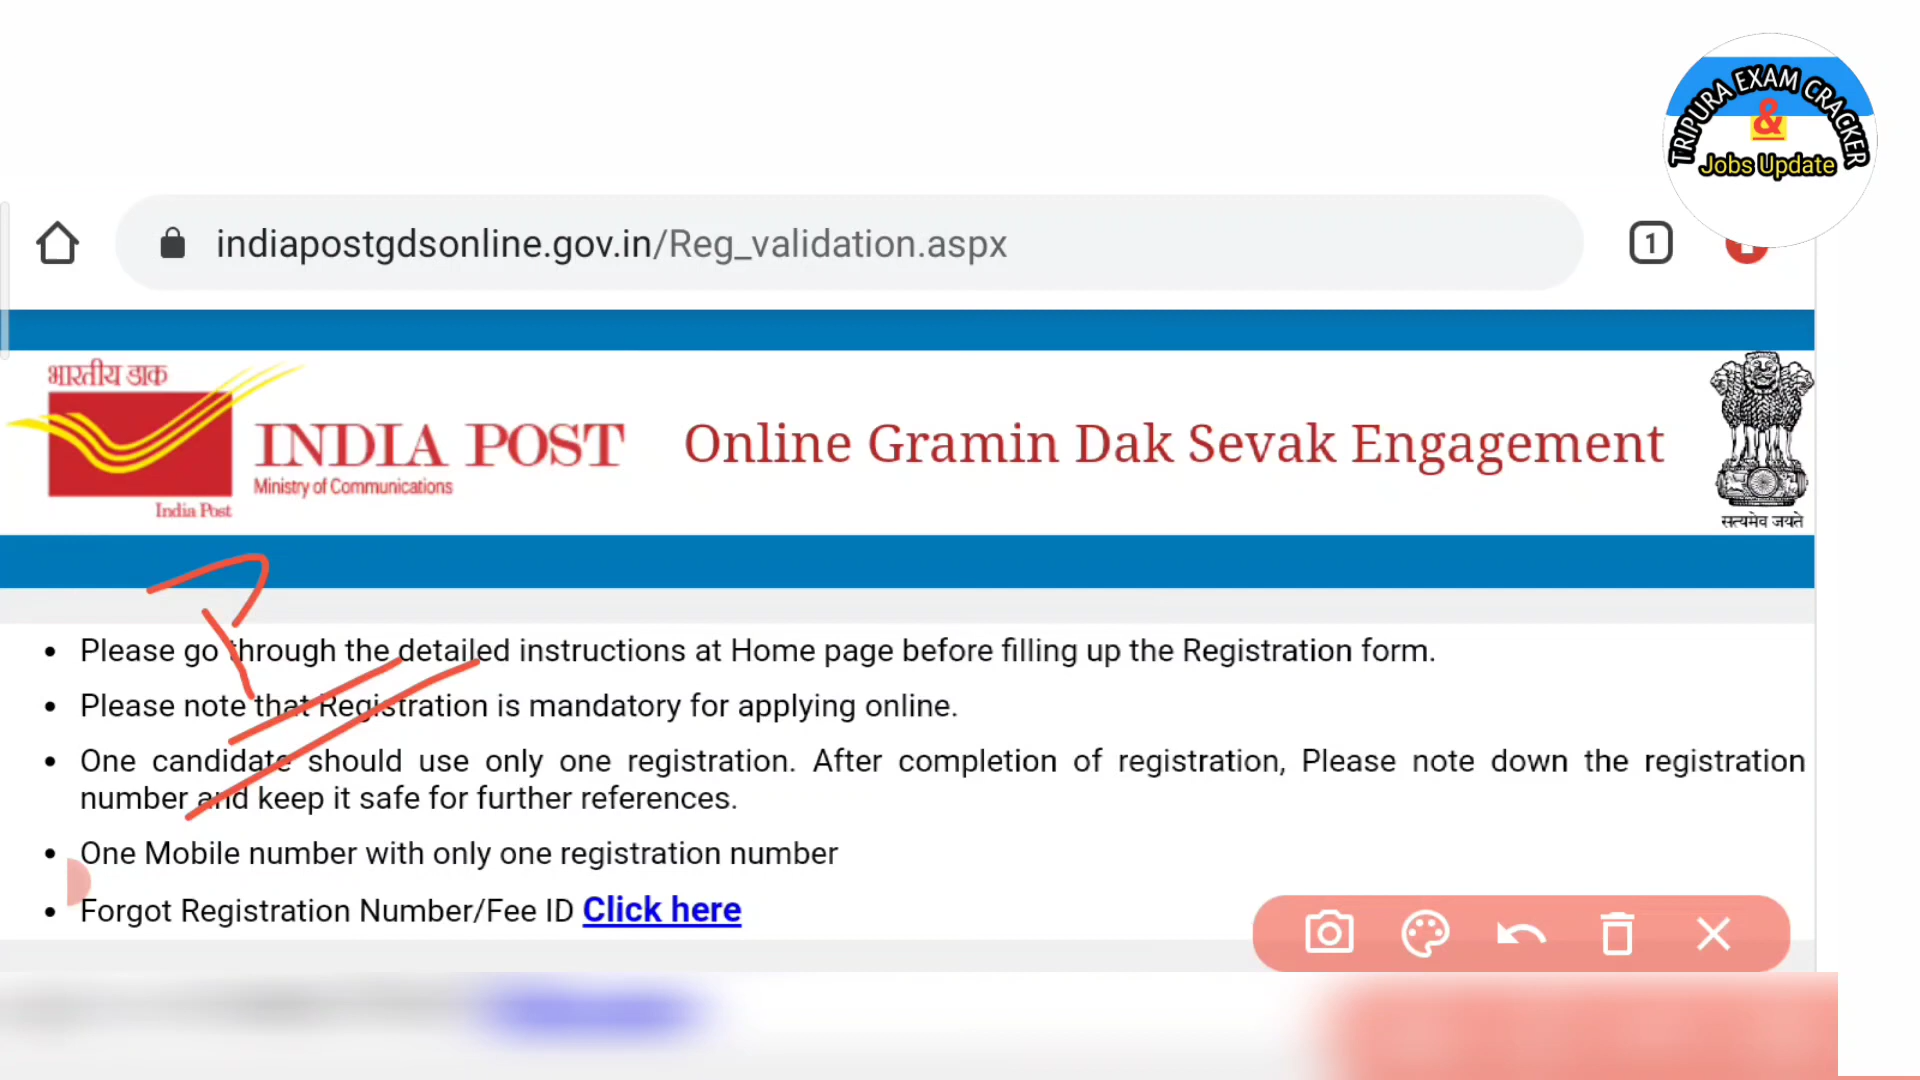 TRIPURA EXAM CRACKER
&
Jobs Update
indiapostgdsonline.gov.in/Reg_validation.aspx
1
भारतीय डाक
INDIA POST
Ministry of Communications
India Post
Online Gramin Dak Sevak Engagement
सत्यमेव जयते
• Please go through the detailed instructions at Home page before filling up the Registration form.
• Please note that Registration is mandatory for applying online.
• One candidate should use only one registration. After completion of registration, Please note down the registration
number and keep it safe for further references.
• One Mobile number with only one registration number
• Forgot Registration Number/Fee ID Click here